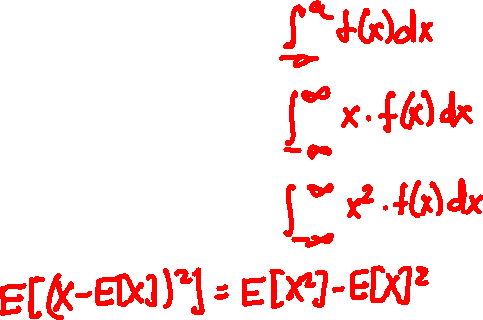 ∫_{-∞}^{a} f(x)dx
∫_{-∞}^{∞} x·f(x)dx
∫_{-∞}^{∞} x²·f(x)dx
E[(X-E[X])²] = E[X²]-E[X]²